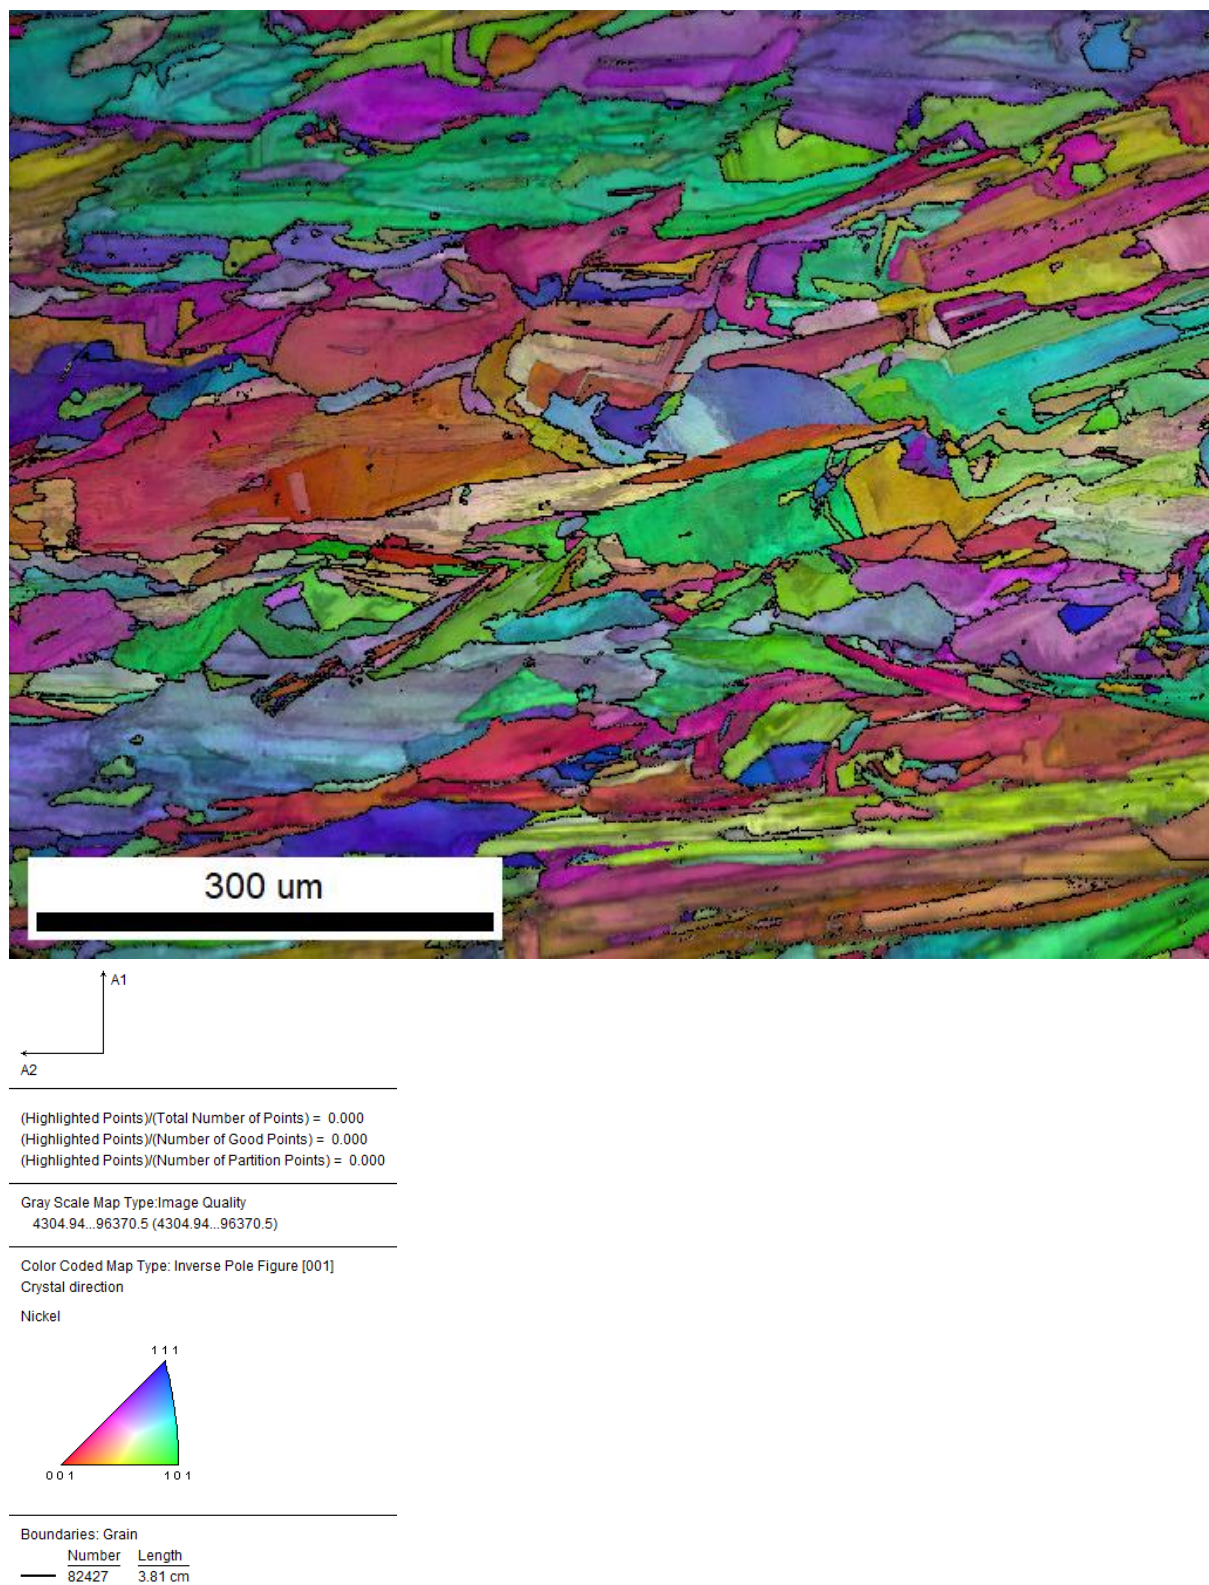 300 um
A1
A2
(Highlighted Points)/(Total Number of Points) = 0.000
(Highlighted Points)/(Number of Good Points) = 0.000
(Highlighted Points)/(Number of Partition Points) = 0.000
Gray Scale Map Type:Image Quality
4304.94...96370.5 (4304.94...96370.5)
Color Coded Map Type: Inverse Pole Figure [001]
Crystal direction
Nickel
1 1 1
0 0 1 1 0 1
Boundaries: Grain
Number Length
82427 3.81 cm